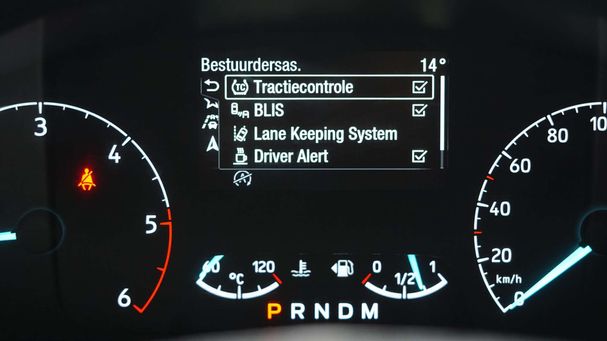 Bestuurdersas. 14°
TC Tractiecontrole
BLIS
Lane Keeping System
Driver Alert
3
4
5
6
60 °C 120
0 1/2 1
P R N D M
0
20
40
60
80
10
km/h